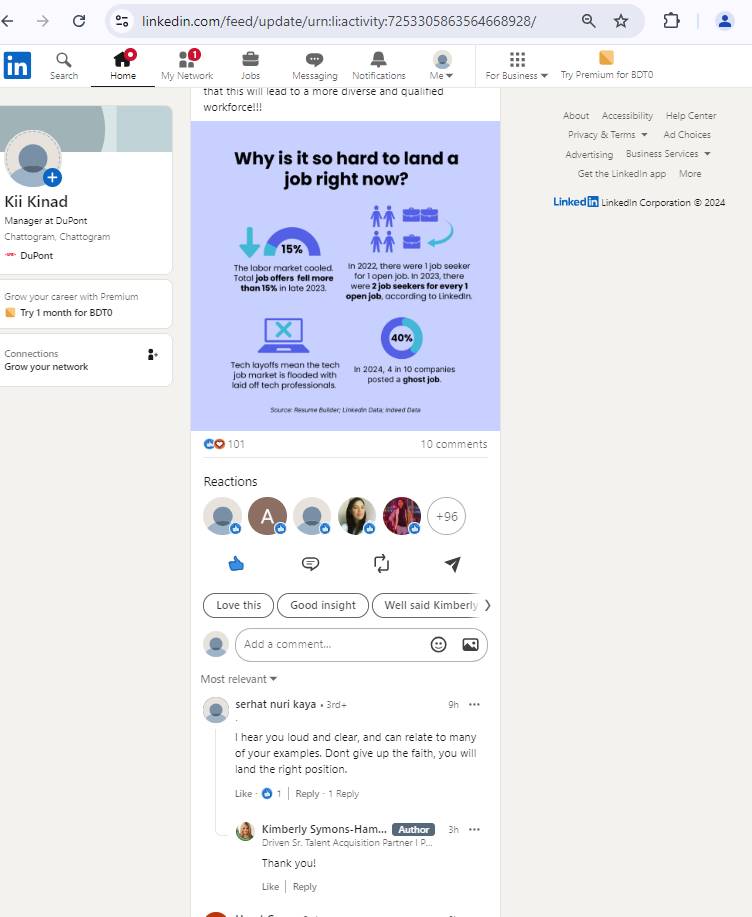 linkedin.com/feed/update/urn:li:activity:7253305863564668928/
in
1
Search
Home
My Network
Jobs
Messaging
Notifications
Me
For Business
Try Premium for BDT0
that this will lead to a more diverse and qualified
workforce!!!
Kii Kinad
Manager at DuPont
Chattogram, Chattogram
DuPont
Grow your career with Premium
Try 1 month for BDT0
Connections
Grow your network
Why is it so hard to land a
job right now?
15%
The labor market cooled.
Total job offers fell more
than 15% in late 2023.
In 2022, there were 1 job seeker
for 1 open job. In 2023, there
were 2 job seekers for every 1
open job, according to LinkedIn.
Tech layoffs mean the tech
job market is flooded with
laid off tech professionals.
40%
In 2024, 4 in 10 companies
posted a ghost job.
Source: Resume Builder; LinkedIn Data; Indeed Data
101
10 comments
Reactions
A
+96
Love this
Good insight
Well said Kimberly
Add a comment...
Most relevant
serhat nuri kaya • 3rd+
9h
.
I hear you loud and clear, and can relate to many
of your examples. Dont give up the faith, you will
land the right position.
Like · 1 | Reply · 1 Reply
Kimberly Symons-Ham... Author
3h
Driven Sr. Talent Acquisition Partner I P...
Thank you!
Like | Reply
About Accessibility Help Center
Privacy & Terms Ad Choices
Advertising Business Services
Get the LinkedIn app More
LinkedIn LinkedIn Corporation © 2024